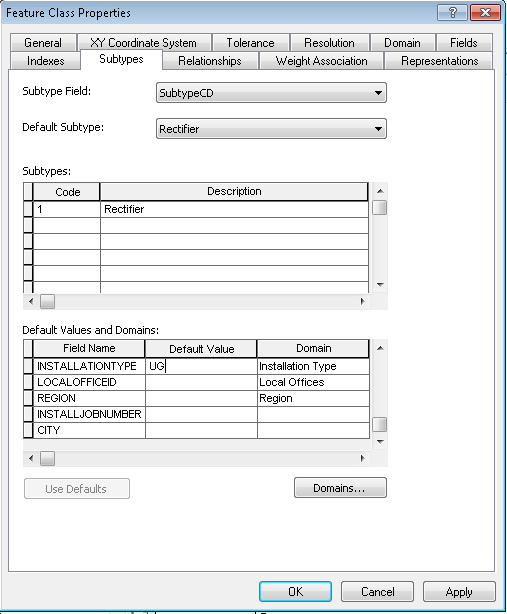 Feature Class Properties
General XY Coordinate System Tolerance Resolution Domain Fields
Indexes Subtypes Relationships Weight Association Representations
Subtype Field: SubtypeCD
Default Subtype: Rectifier
Subtypes:
Code Description
1 Rectifier
Default Values and Domains:
Field Name Default Value Domain
INSTALLATIONTYPE UG Installation Type
LOCALOFFICEID Local Offices
REGION Region
INSTALLJOBNUMBER
CITY
Use Defaults Domains...
OK Cancel Apply